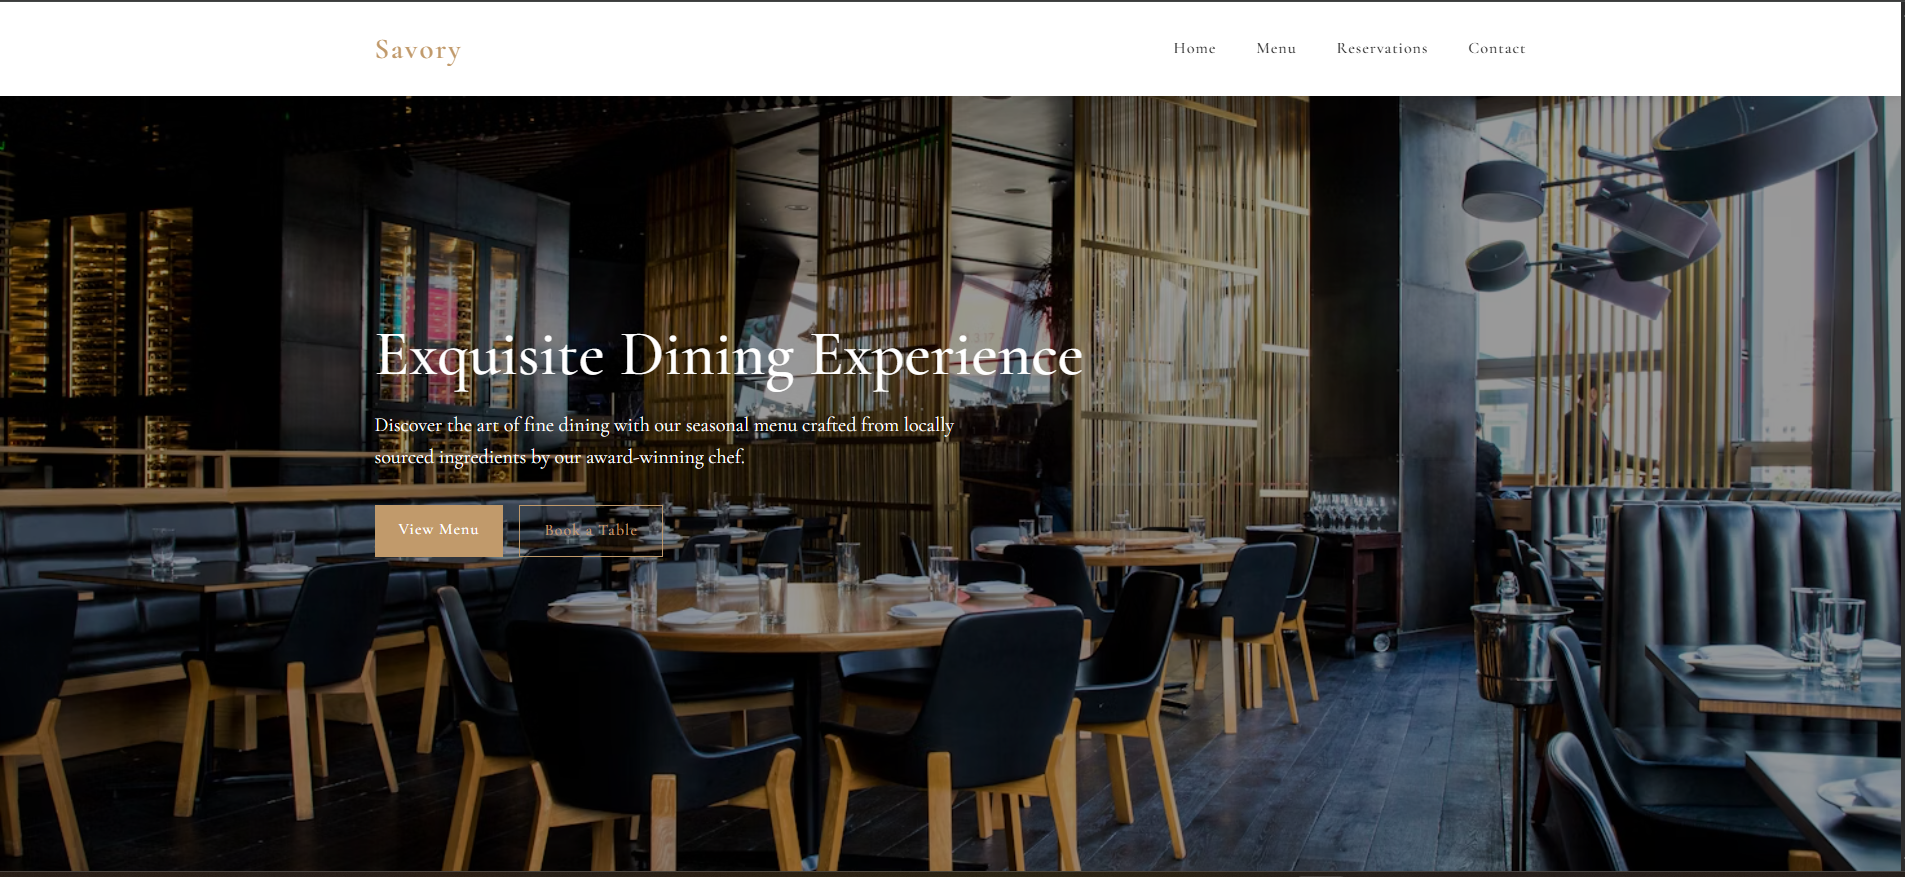 Savory
Home Menu Reservations Contact
Exquisite Dining Experience
Discover the art of fine dining with our seasonal menu crafted from locally
sourced ingredients by our award-winning chef.
View Menu Book a Table